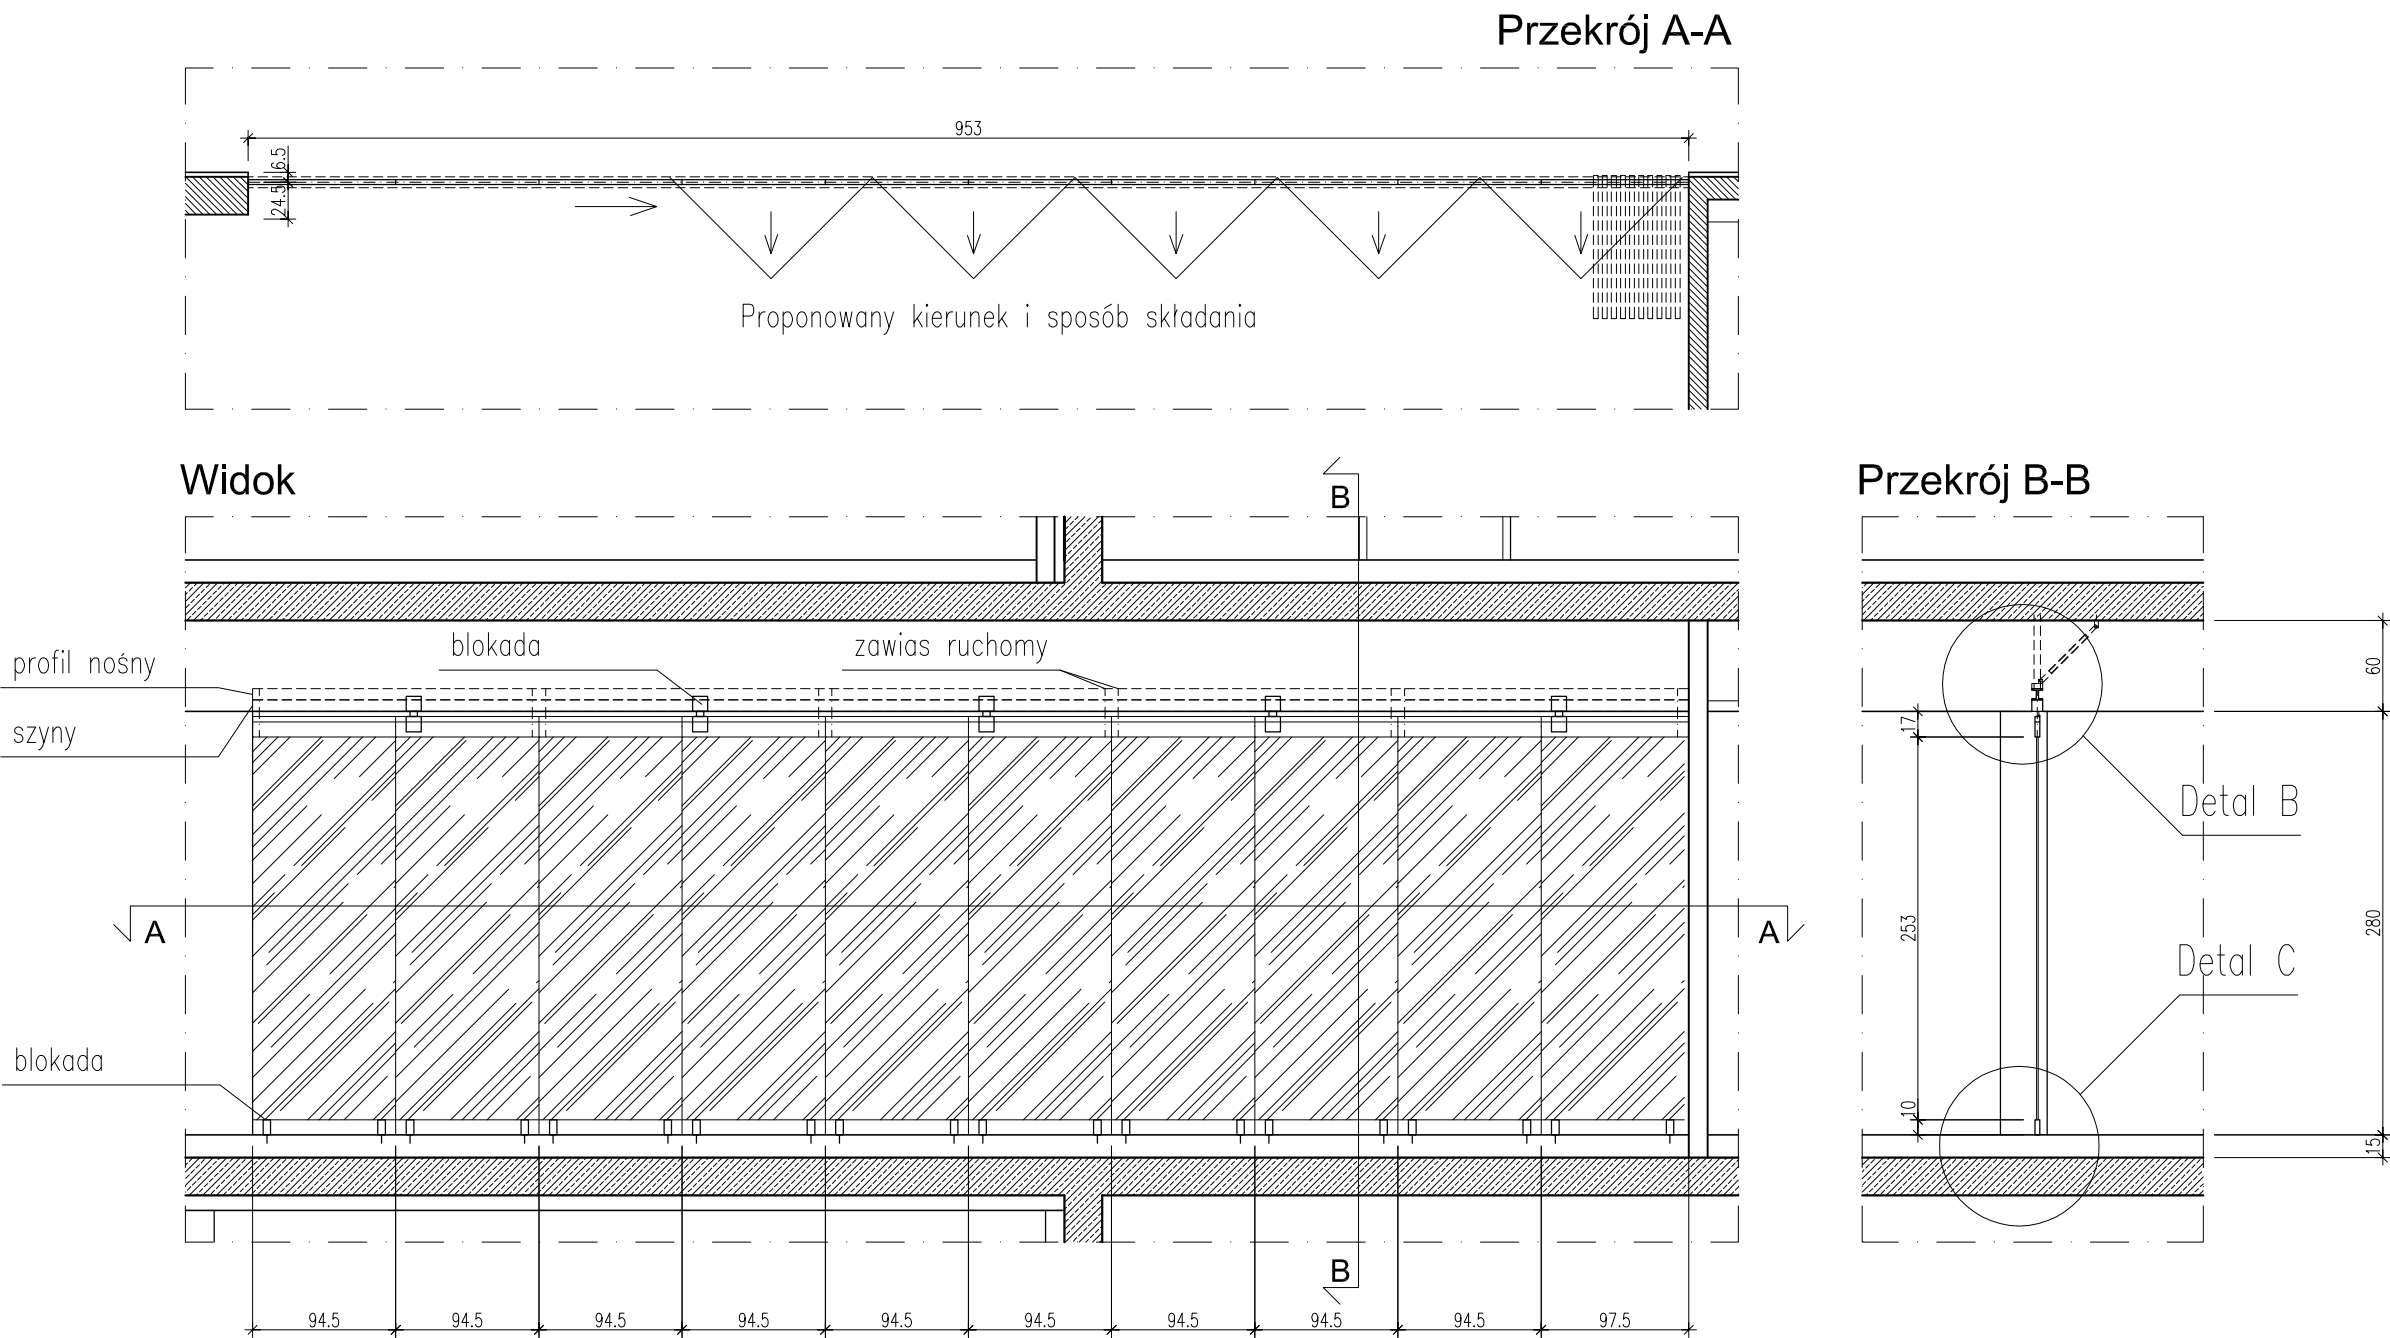 Przekrój A-A
953
6.5
24.5
Proponowany kierunek i sposób składania
Widok
Przekrój B-B
B
blokada
zawias ruchomy
profil nośny
szyny
60
17
Detal B
A
A
253
280
Detal C
blokada
10
15
B
94.5 94.5 94.5 94.5 94.5 94.5 94.5 94.5 94.5 97.5